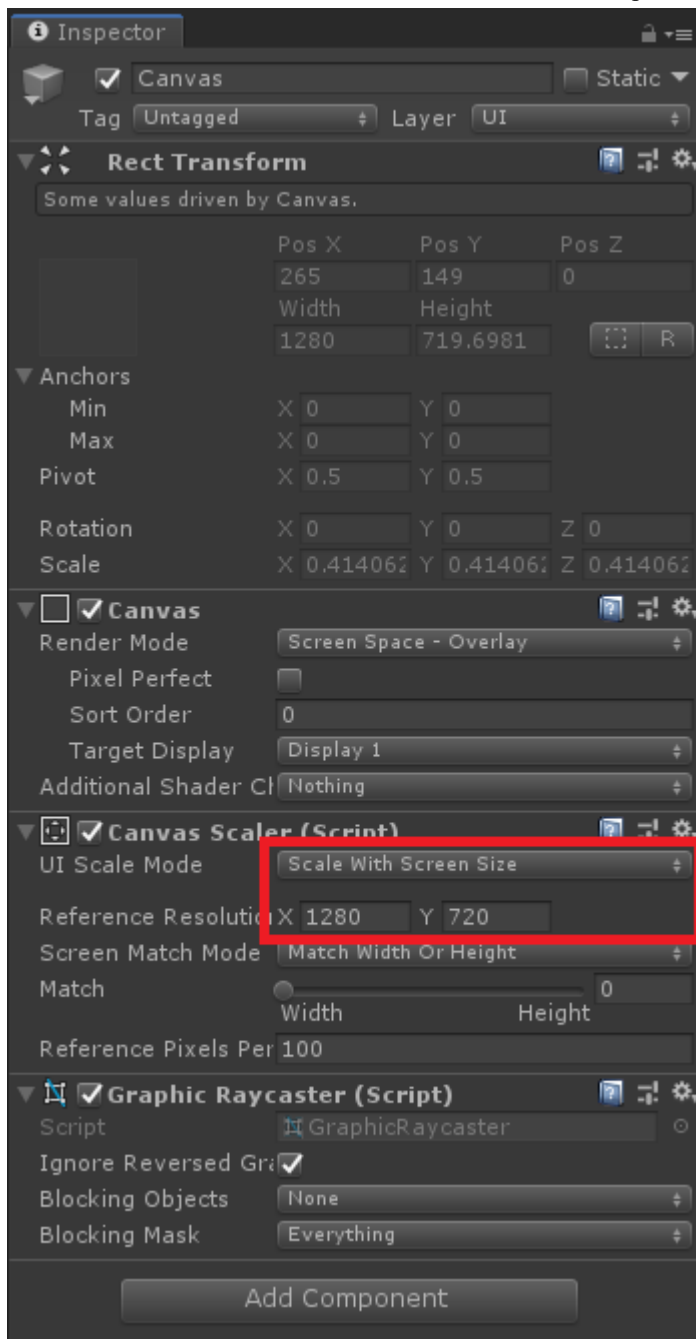 Inspector
Canvas Static
Tag Untagged Layer UI
Rect Transform
Some values driven by Canvas.
Pos X Pos Y Pos Z
265 149 0
Width Height
1280 719.6981 R
Anchors
Min X 0 Y 0
Max X 0 Y 0
Pivot X 0.5 Y 0.5
Rotation X 0 Y 0 Z 0
Scale X 0.414062 Y 0.414062 Z 0.414062
Canvas
Render Mode Screen Space - Overlay
Pixel Perfect
Sort Order 0
Target Display Display 1
Additional Shader Ch Nothing
Canvas Scaler (Script)
UI Scale Mode Scale With Screen Size
Reference Resolution X 1280 Y 720
Screen Match Mode Match Width Or Height
Match 0
Width Height
Reference Pixels Per 100
Graphic Raycaster (Script)
Script GraphicRaycaster
Ignore Reversed Gra
Blocking Objects None
Blocking Mask Everything
Add Component